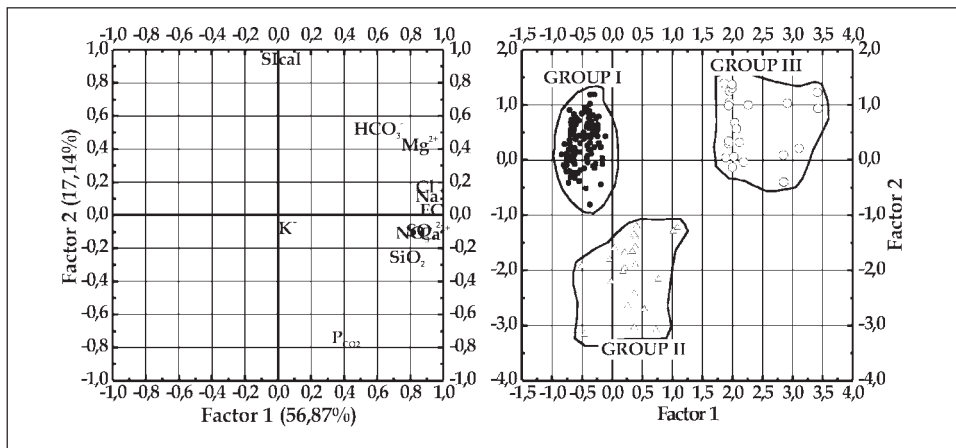 -1,0 -0,8 -0,6 -0,4 -0,2 0,0 0,2 0,4 0,6 0,8 1,0
1,0 1,0
SIcal
0,8 0,8
0,6 0,6
HCO₃⁻
Mg²⁺
0,4 0,4
0,2 0,2
Cl⁻
Na⁺
EC
0,0 0,0
K⁻
NO₃ SO₄²⁻ Ca²⁺
-0,2 -0,2
SiO₂
-0,4 -0,4
-0,6 -0,6
P_CO2
-0,8 -0,8
-1,0 -1,0
-1,0 -0,8 -0,6 -0,4 -0,2 0,0 0,2 0,4 0,6 0,8 1,0
Factor 1 (56,87%)
Factor 2 (17,14%)
-1,5 -1,0 -0,5 0,0 0,5 1,0 1,5 2,0 2,5 3,0 3,5 4,0
2,0 2,0
GROUP I
GROUP III
1,0 1,0
0,0 0,0
-1,0 -1,0
-2,0 -2,0
-3,0 -3,0
GROUP II
-4,0 -4,0
-1,5 -1,0 -0,5 0,0 0,5 1,0 1,5 2,0 2,5 3,0 3,5 4,0
Factor 1
Factor 2